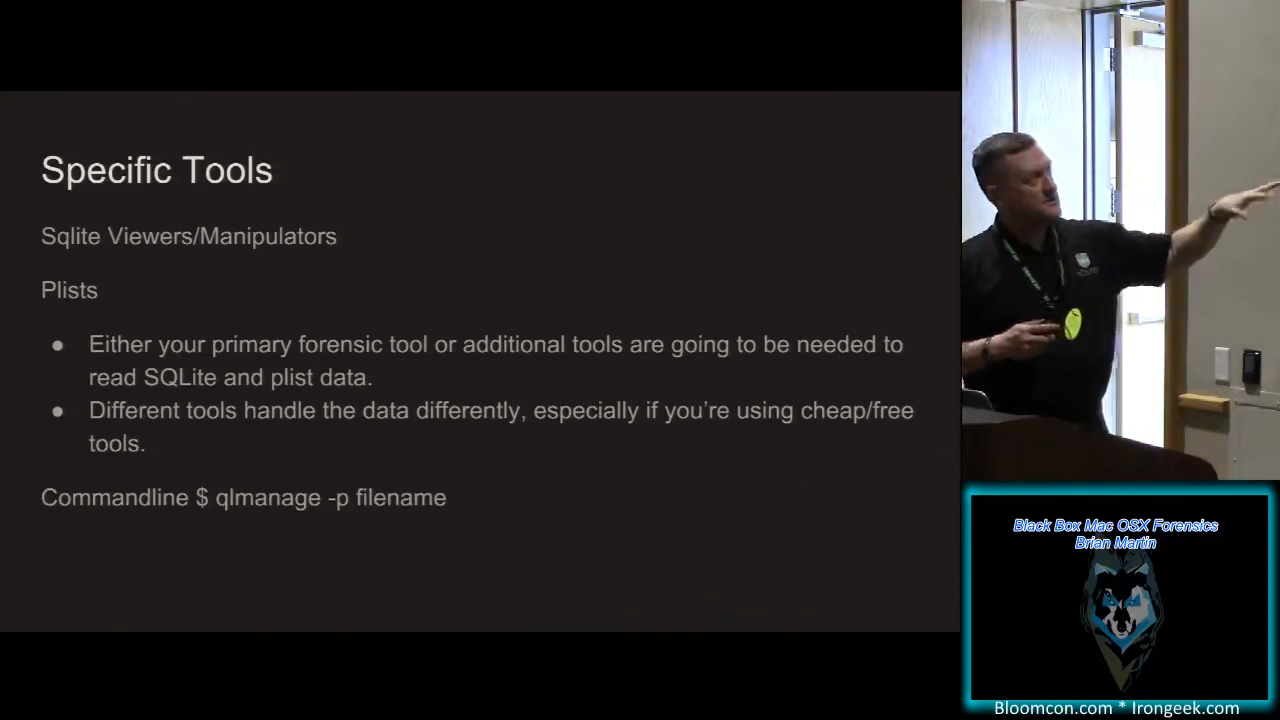 Specific Tools
Sqlite Viewers/Manipulators
Plists
● Either your primary forensic tool or additional tools are going to be needed to
read SQLite and plist data.
● Different tools handle the data differently, especially if you’re using cheap/free
tools.
Commandline $ qlmanage -p filename
Black Box Mac OSX Forensics
Brian Martin
Bloomcon.com * Irongeek.com